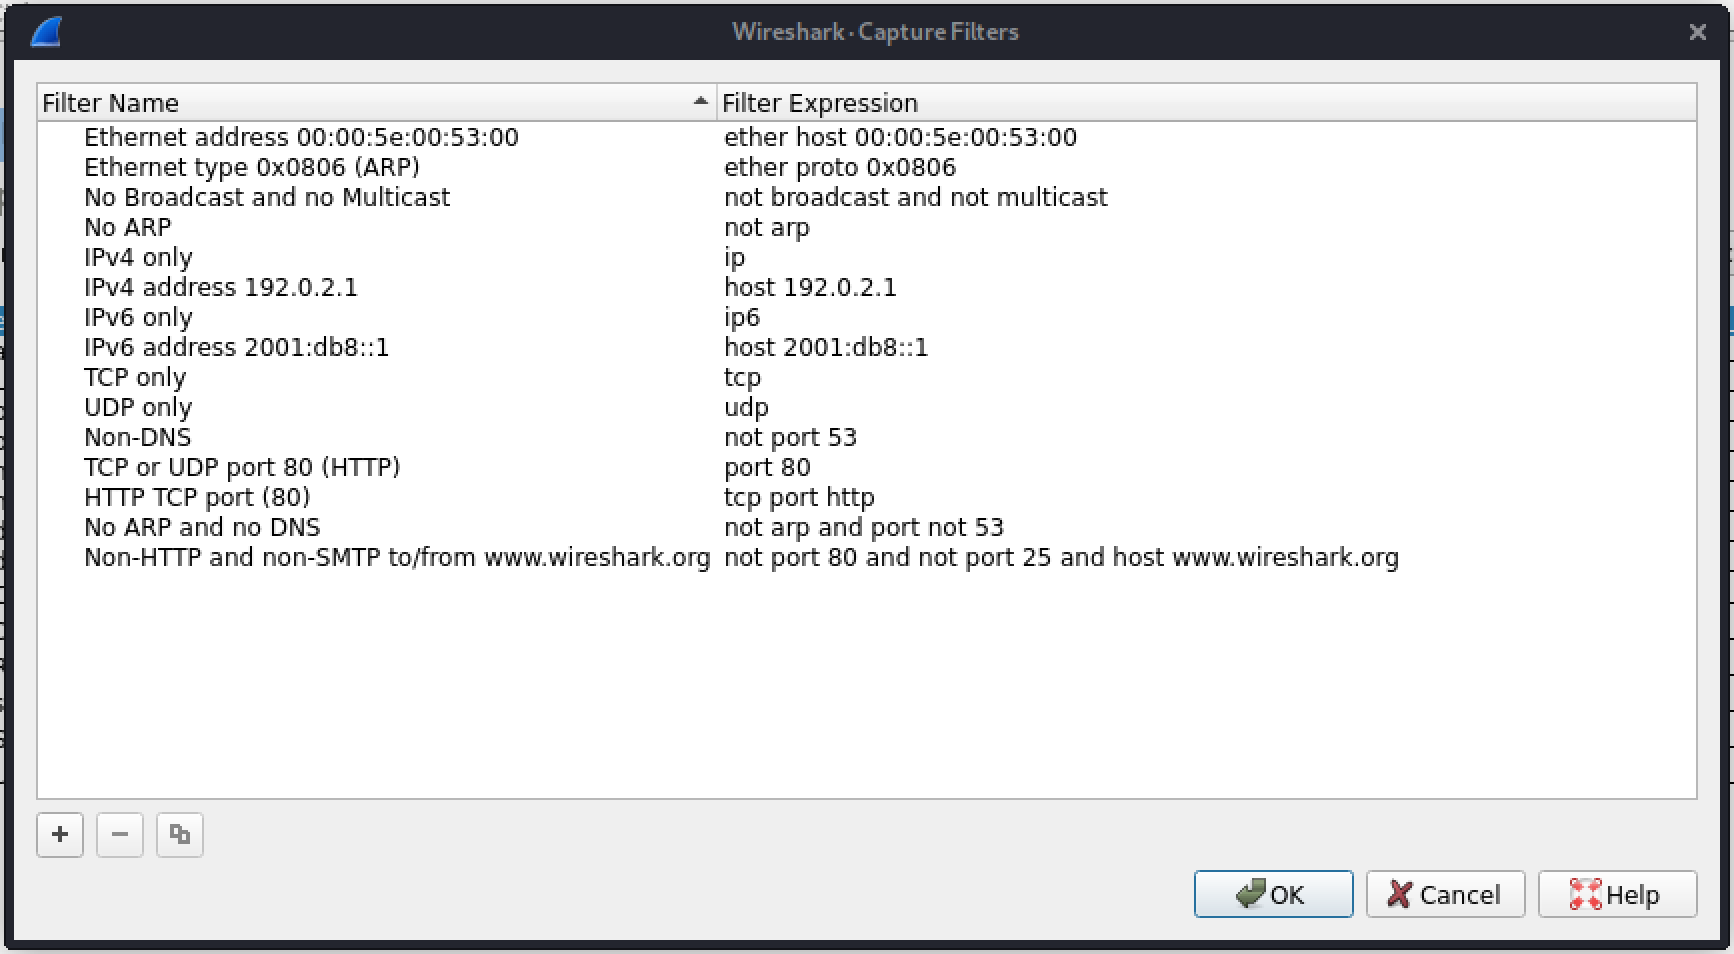 Wireshark · Capture Filters
Filter Name Filter Expression
Ethernet address 00:00:5e:00:53:00 ether host 00:00:5e:00:53:00
Ethernet type 0x0806 (ARP) ether proto 0x0806
No Broadcast and no Multicast not broadcast and not multicast
No ARP not arp
IPv4 only ip
IPv4 address 192.0.2.1 host 192.0.2.1
IPv6 only ip6
IPv6 address 2001:db8::1 host 2001:db8::1
TCP only tcp
UDP only udp
Non-DNS not port 53
TCP or UDP port 80 (HTTP) port 80
HTTP TCP port (80) tcp port http
No ARP and no DNS not arp and port not 53
Non-HTTP and non-SMTP to/from www.wireshark.org not port 80 and not port 25 and host www.wireshark.org
OK Cancel Help